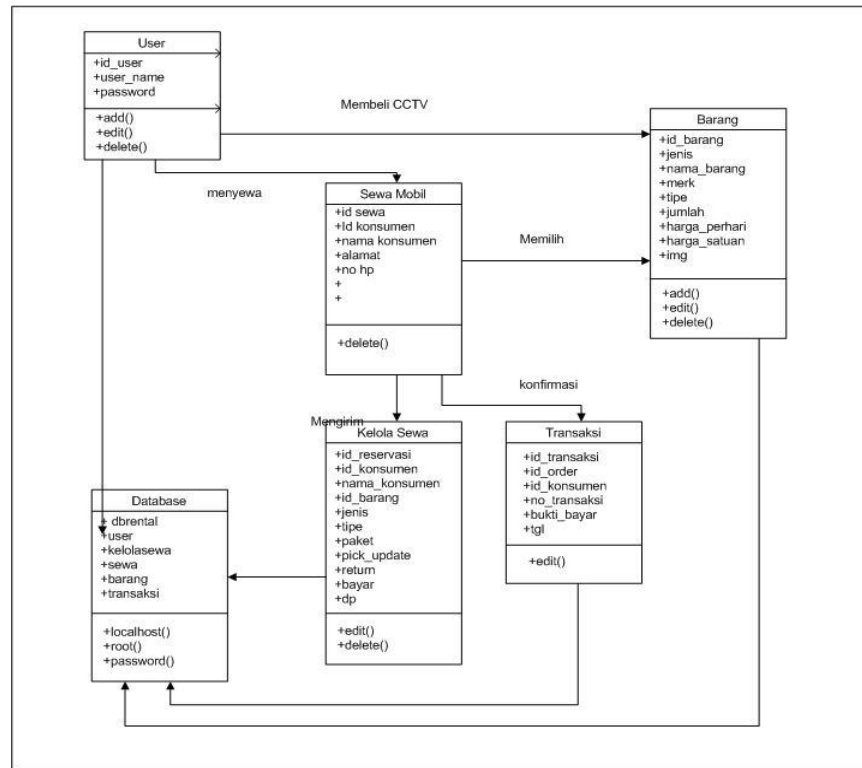 User
+id_user
+user_name
+password
+add()
+edit()
+delete()
Membeli CCTV
Barang
+id_barang
+jenis
+nama_barang
+merk
+tipe
+jumlah
+harga_perhari
+harga_satuan
+img
+add()
+edit()
+delete()
menyewa
Sewa Mobil
+id sewa
+Id konsumen
+nama konsumen
+alamat
+no hp
+
+
+delete()
Memilih
konfirmasi
Mengirim
Kelola Sewa
+id_reservasi
+id_konsumen
+nama_konsumen
+id_barang
+jenis
+tipe
+paket
+pick_update
+return
+bayar
+dp
+edit()
+delete()
Transaksi
+id_transaksi
+id_order
+id_konsumen
+no_transaksi
+bukti_bayar
+tgl
+edit()
Database
+ dbrental
+user
+kelolasewa
+sewa
+barang
+transaksi
+localhost()
+root()
+password()